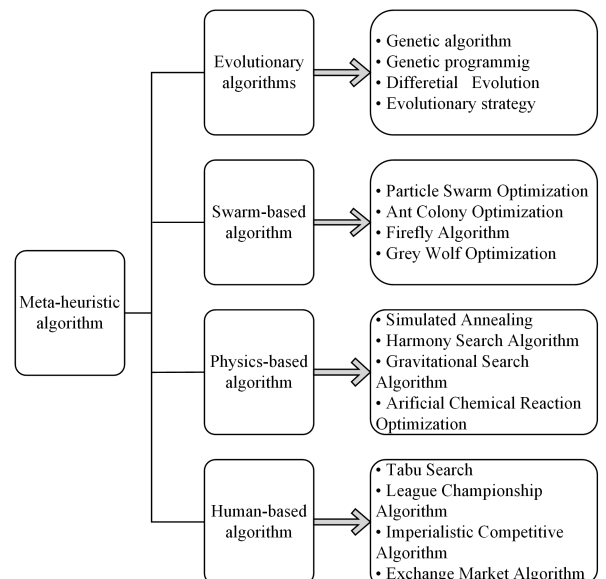 Meta-heuristic
algorithm
Evolutionary
algorithms
• Genetic algorithm
• Genetic programmig
• Differetial Evolution
• Evolutionary strategy
Swarm-based
algorithm
• Particle Swarm Optimization
• Ant Colony Optimization
• Firefly Algorithm
• Grey Wolf Optimization
Physics-based
algorithm
• Simulated Annealing
• Harmony Search Algorithm
• Gravitational Search
Algorithm
• Arificial Chemical Reaction
Optimization
Human-based
algorithm
• Tabu Search
• League Championship
Algorithm
• Imperialistic Competitive
Algorithm
• Exchange Market Algorithm